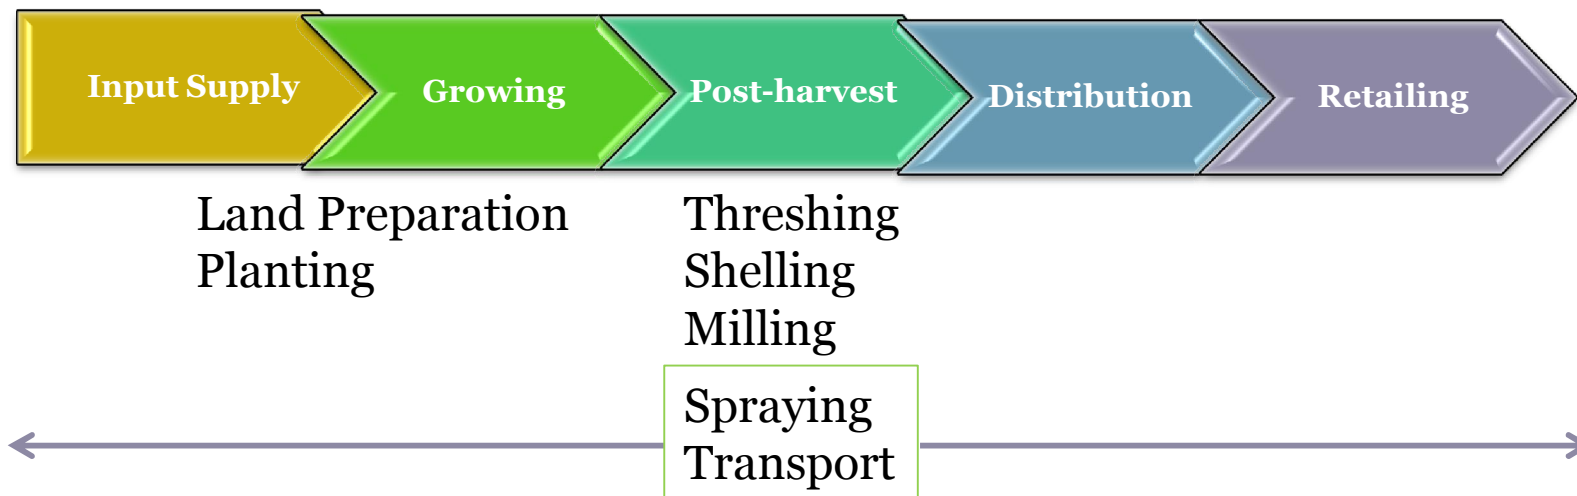 Input Supply
Growing
Post-harvest
Distribution
Retailing
Land Preparation
Planting
Threshing
Shelling
Milling
Spraying
Transport